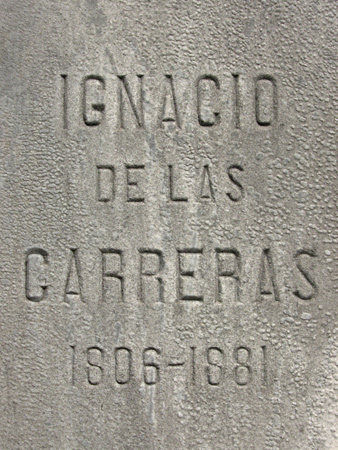 IGNACIO
DE LAS
CARRERAS
1806-1881